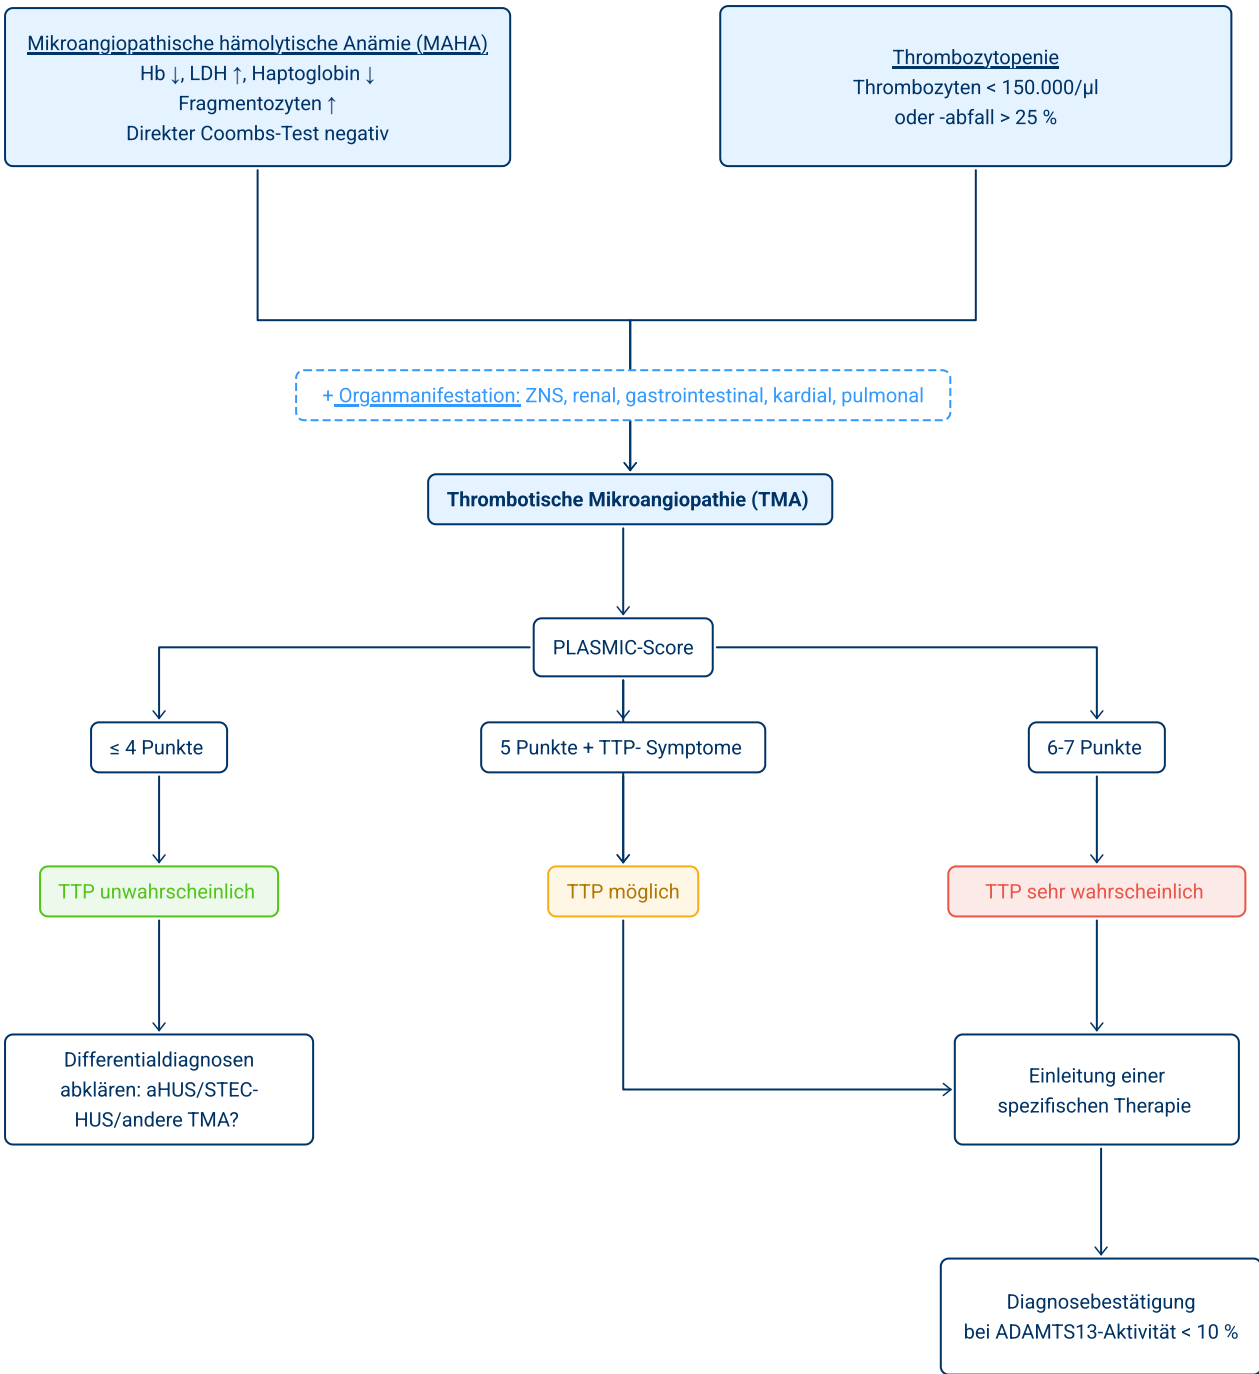 Mikroangiopathische hämolytische Anämie (MAHA)
Hb ↓, LDH ↑, Haptoglobin ↓
Fragmentozyten ↑
Direkter Coombs-Test negativ
Thrombozytopenie
Thrombozyten < 150.000/µl
oder -abfall > 25 %
+ Organmanifestation: ZNS, renal, gastrointestinal, kardial, pulmonal
Thrombotische Mikroangiopathie (TMA)
PLASMIC-Score
≤ 4 Punkte
5 Punkte + TTP- Symptome
6-7 Punkte
TTP unwahrscheinlich
TTP möglich
TTP sehr wahrscheinlich
Differentialdiagnosen
abklären: aHUS/STEC-
HUS/andere TMA?
Einleitung einer
spezifischen Therapie
Diagnosebestätigung
bei ADAMTS13-Aktivität < 10 %